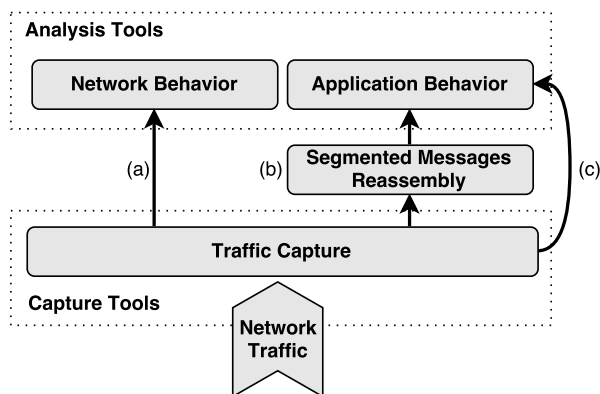 Analysis Tools
Network Behavior
Application Behavior
(a)
(b)
Segmented Messages
Reassembly
(c)
Traffic Capture
Capture Tools
Network
Traffic